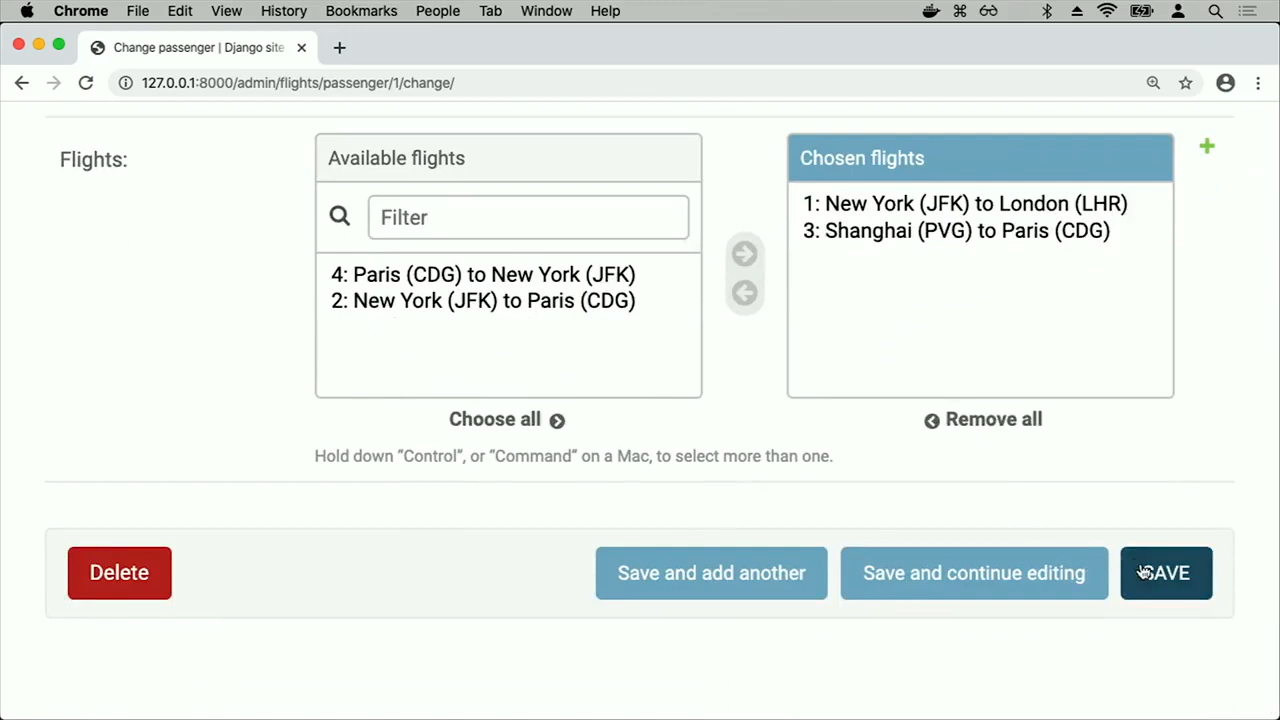 Chrome File Edit View History Bookmarks People Tab Window Help
Change passenger | Django site
127.0.0.1:8000/admin/flights/passenger/1/change/
Flights:
Available flights
Filter
4: Paris (CDG) to New York (JFK)
2: New York (JFK) to Paris (CDG)
Choose all
Chosen flights
1: New York (JFK) to London (LHR)
3: Shanghai (PVG) to Paris (CDG)
Remove all
Hold down “Control”, or “Command” on a Mac, to select more than one.
Delete
Save and add another
Save and continue editing
SAVE